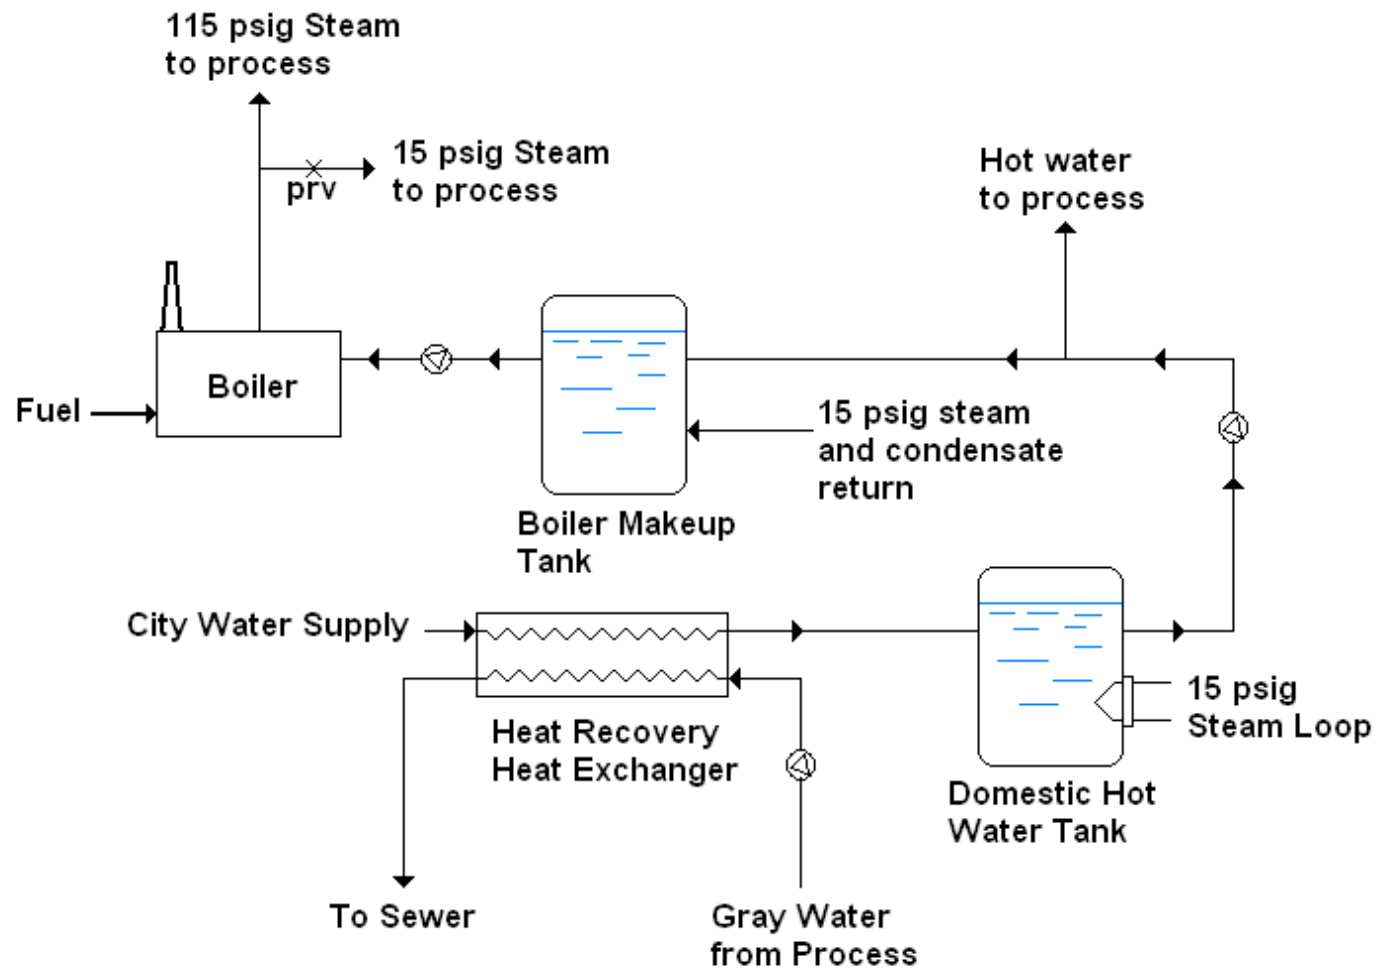 115 psig Steam
to process
15 psig Steam
to process
prv
Hot water
to process
Boiler
Fuel
15 psig steam
and condensate
return
Boiler Makeup
Tank
City Water Supply
Heat Recovery
Heat Exchanger
15 psig
Steam Loop
Domestic Hot
Water Tank
To Sewer
Gray Water
from Process